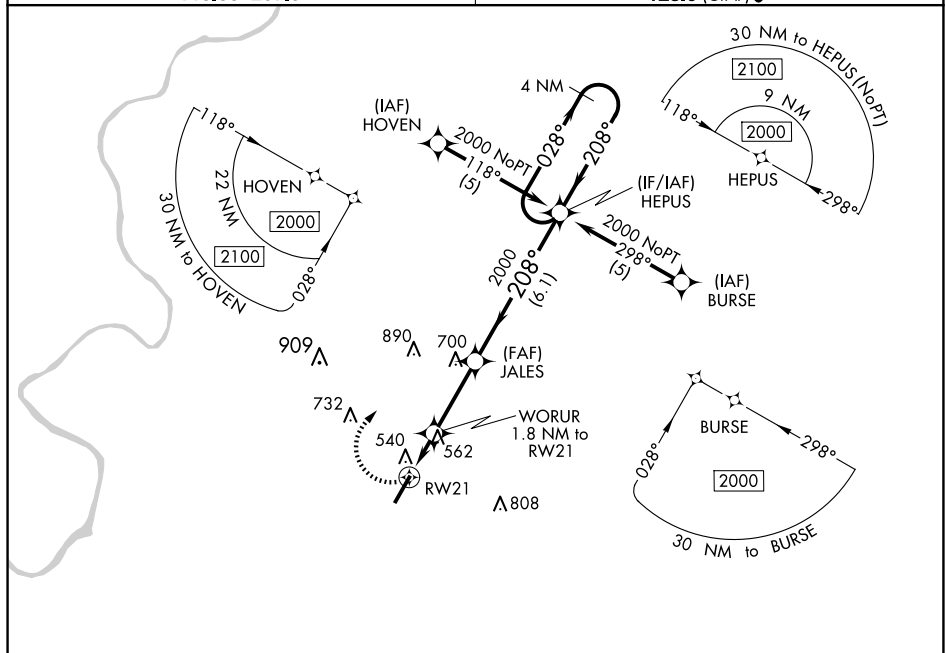 30 NM to HEPUS (NoPT)
2100
118°
9 NM
2000
HEPUS
298°
4 NM
028°
208°
(IAF)
HOVEN
2000 NoPT
118°
(5)
(IF/IAF)
HEPUS
2000 NoPT
298°
(5)
(IAF)
BURSE
118°
HOVEN
22 NM
2000
2100
30 NM to HOVEN
028°
2000
208°
(6.1)
909
890
700
(FAF)
JALES
732
WORUR
1.8 NM to
RW21
540
562
RW21
808
BURSE
028°
298°
2000
30 NM to BURSE